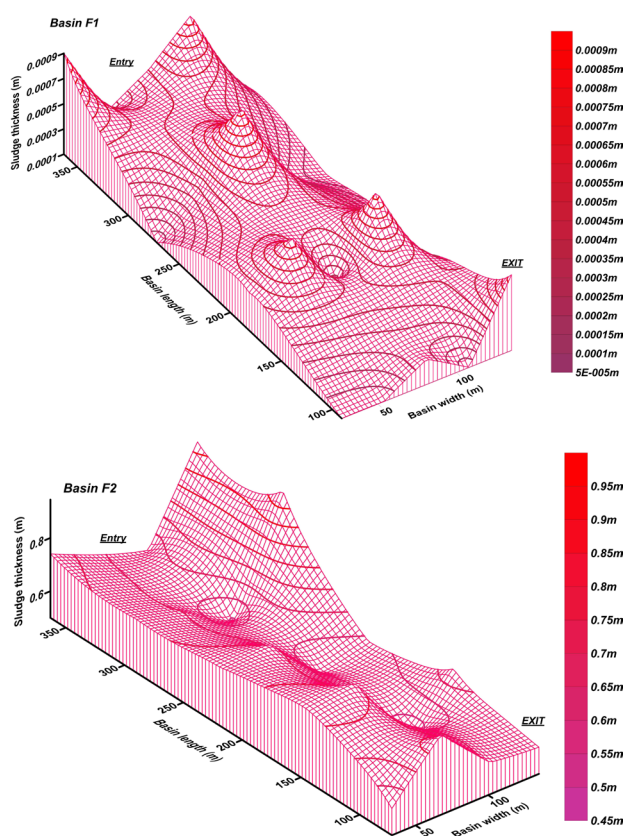 Basin F1
Entry
EXIT
Sludge thickness (m)
0.0009
0.0007
0.0005
0.0003
0.0001
350
300
250
200
150
100
Basin length (m)
50
100
Basin width (m)
0.0009m
0.00085m
0.0008m
0.00075m
0.0007m
0.00065m
0.0006m
0.00055m
0.0005m
0.00045m
0.0004m
0.00035m
0.0003m
0.00025m
0.0002m
0.00015m
0.0001m
5E-005m
Basin F2
Entry
EXIT
Sludge thickness (m)
0.8
0.6
350
300
250
200
150
100
Basin length (m)
50
100
Basin width (m)
0.95m
0.9m
0.85m
0.8m
0.75m
0.7m
0.65m
0.6m
0.55m
0.5m
0.45m